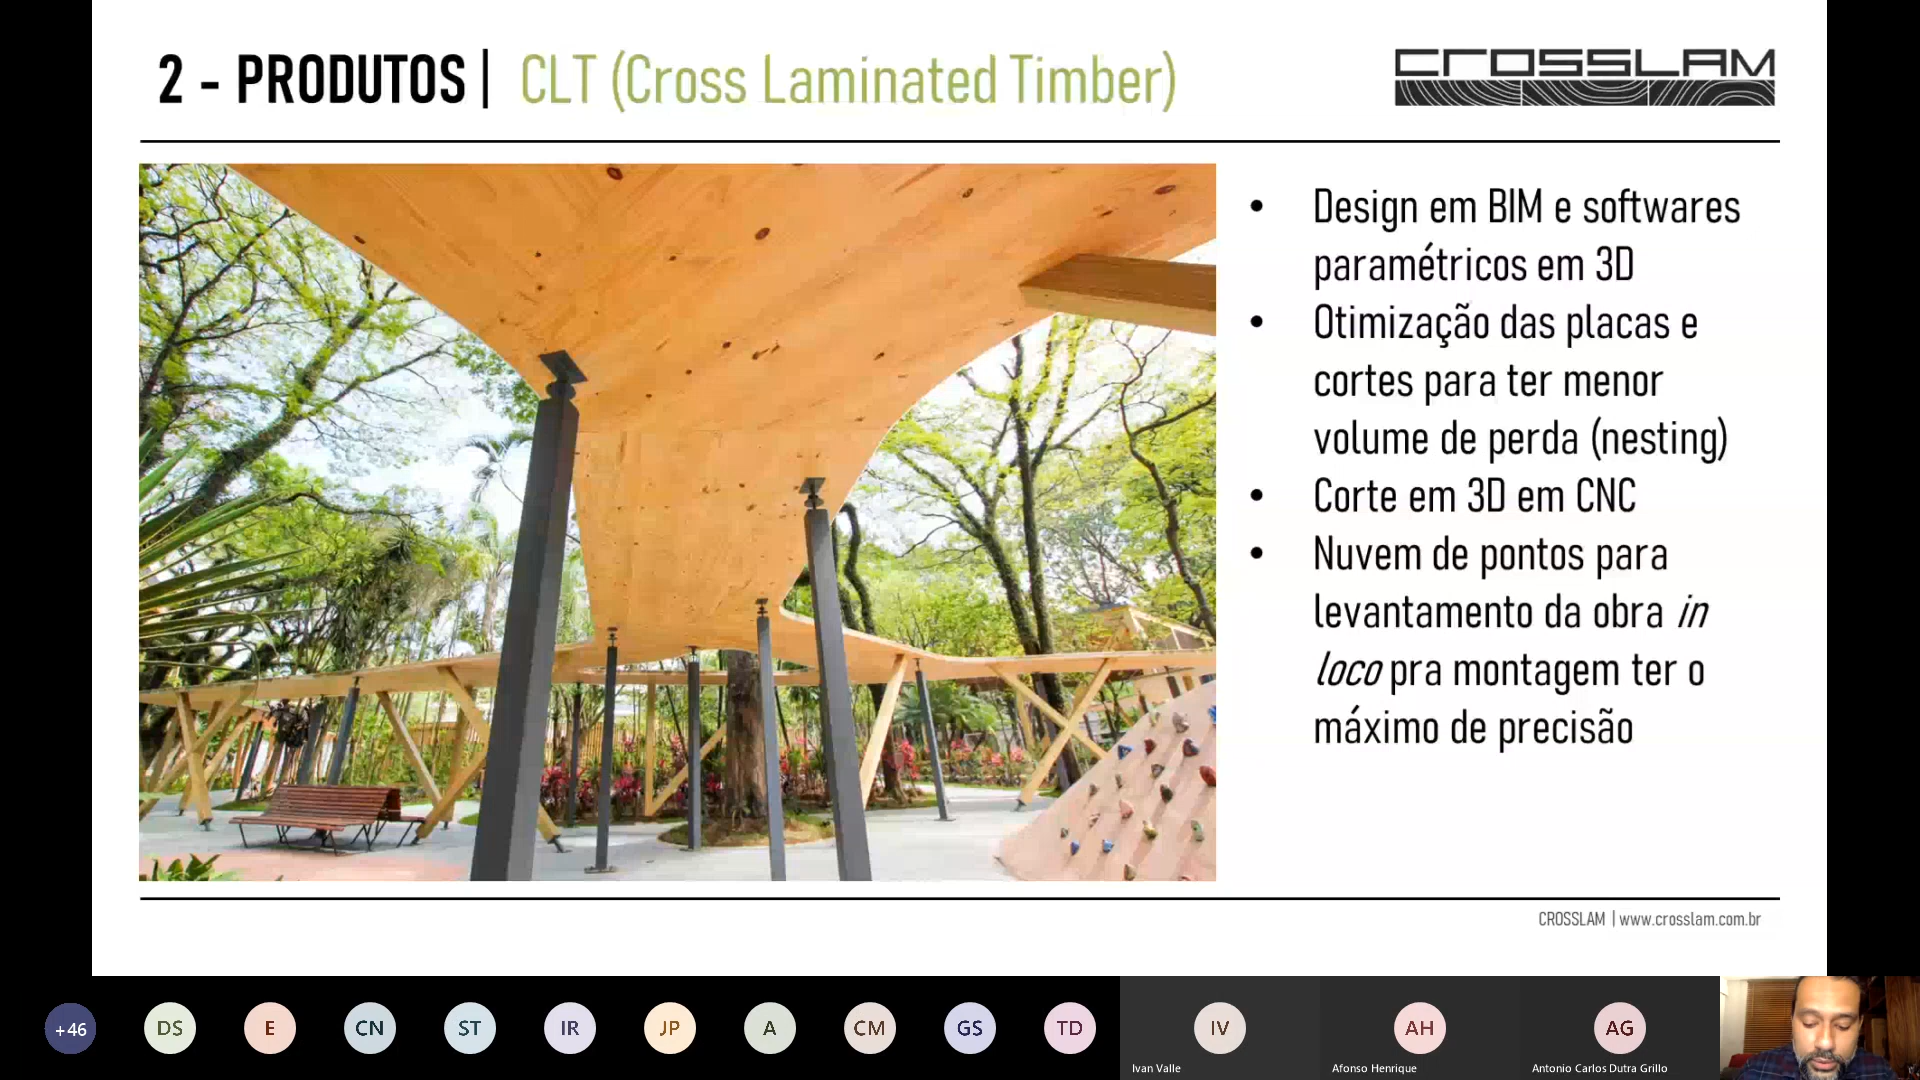 2 - PRODUTOS| CLT (Cross Laminated Timber)
CROSSLAM
• Design em BIM e softwares
paramétricos em 3D
• Otimização das placas e
cortes para ter menor
volume de perda (nesting)
• Corte em 3D em CNC
• Nuvem de pontos para
levantamento da obra in
loco pra montagem ter o
máximo de precisão
CROSSLAM | www.crosslam.com.br
+46 DS E CN ST IR JP A CM GS TD IV AH AG
Ivan Valle Afonso Henrique Antonio Carlos Dutra Grillo